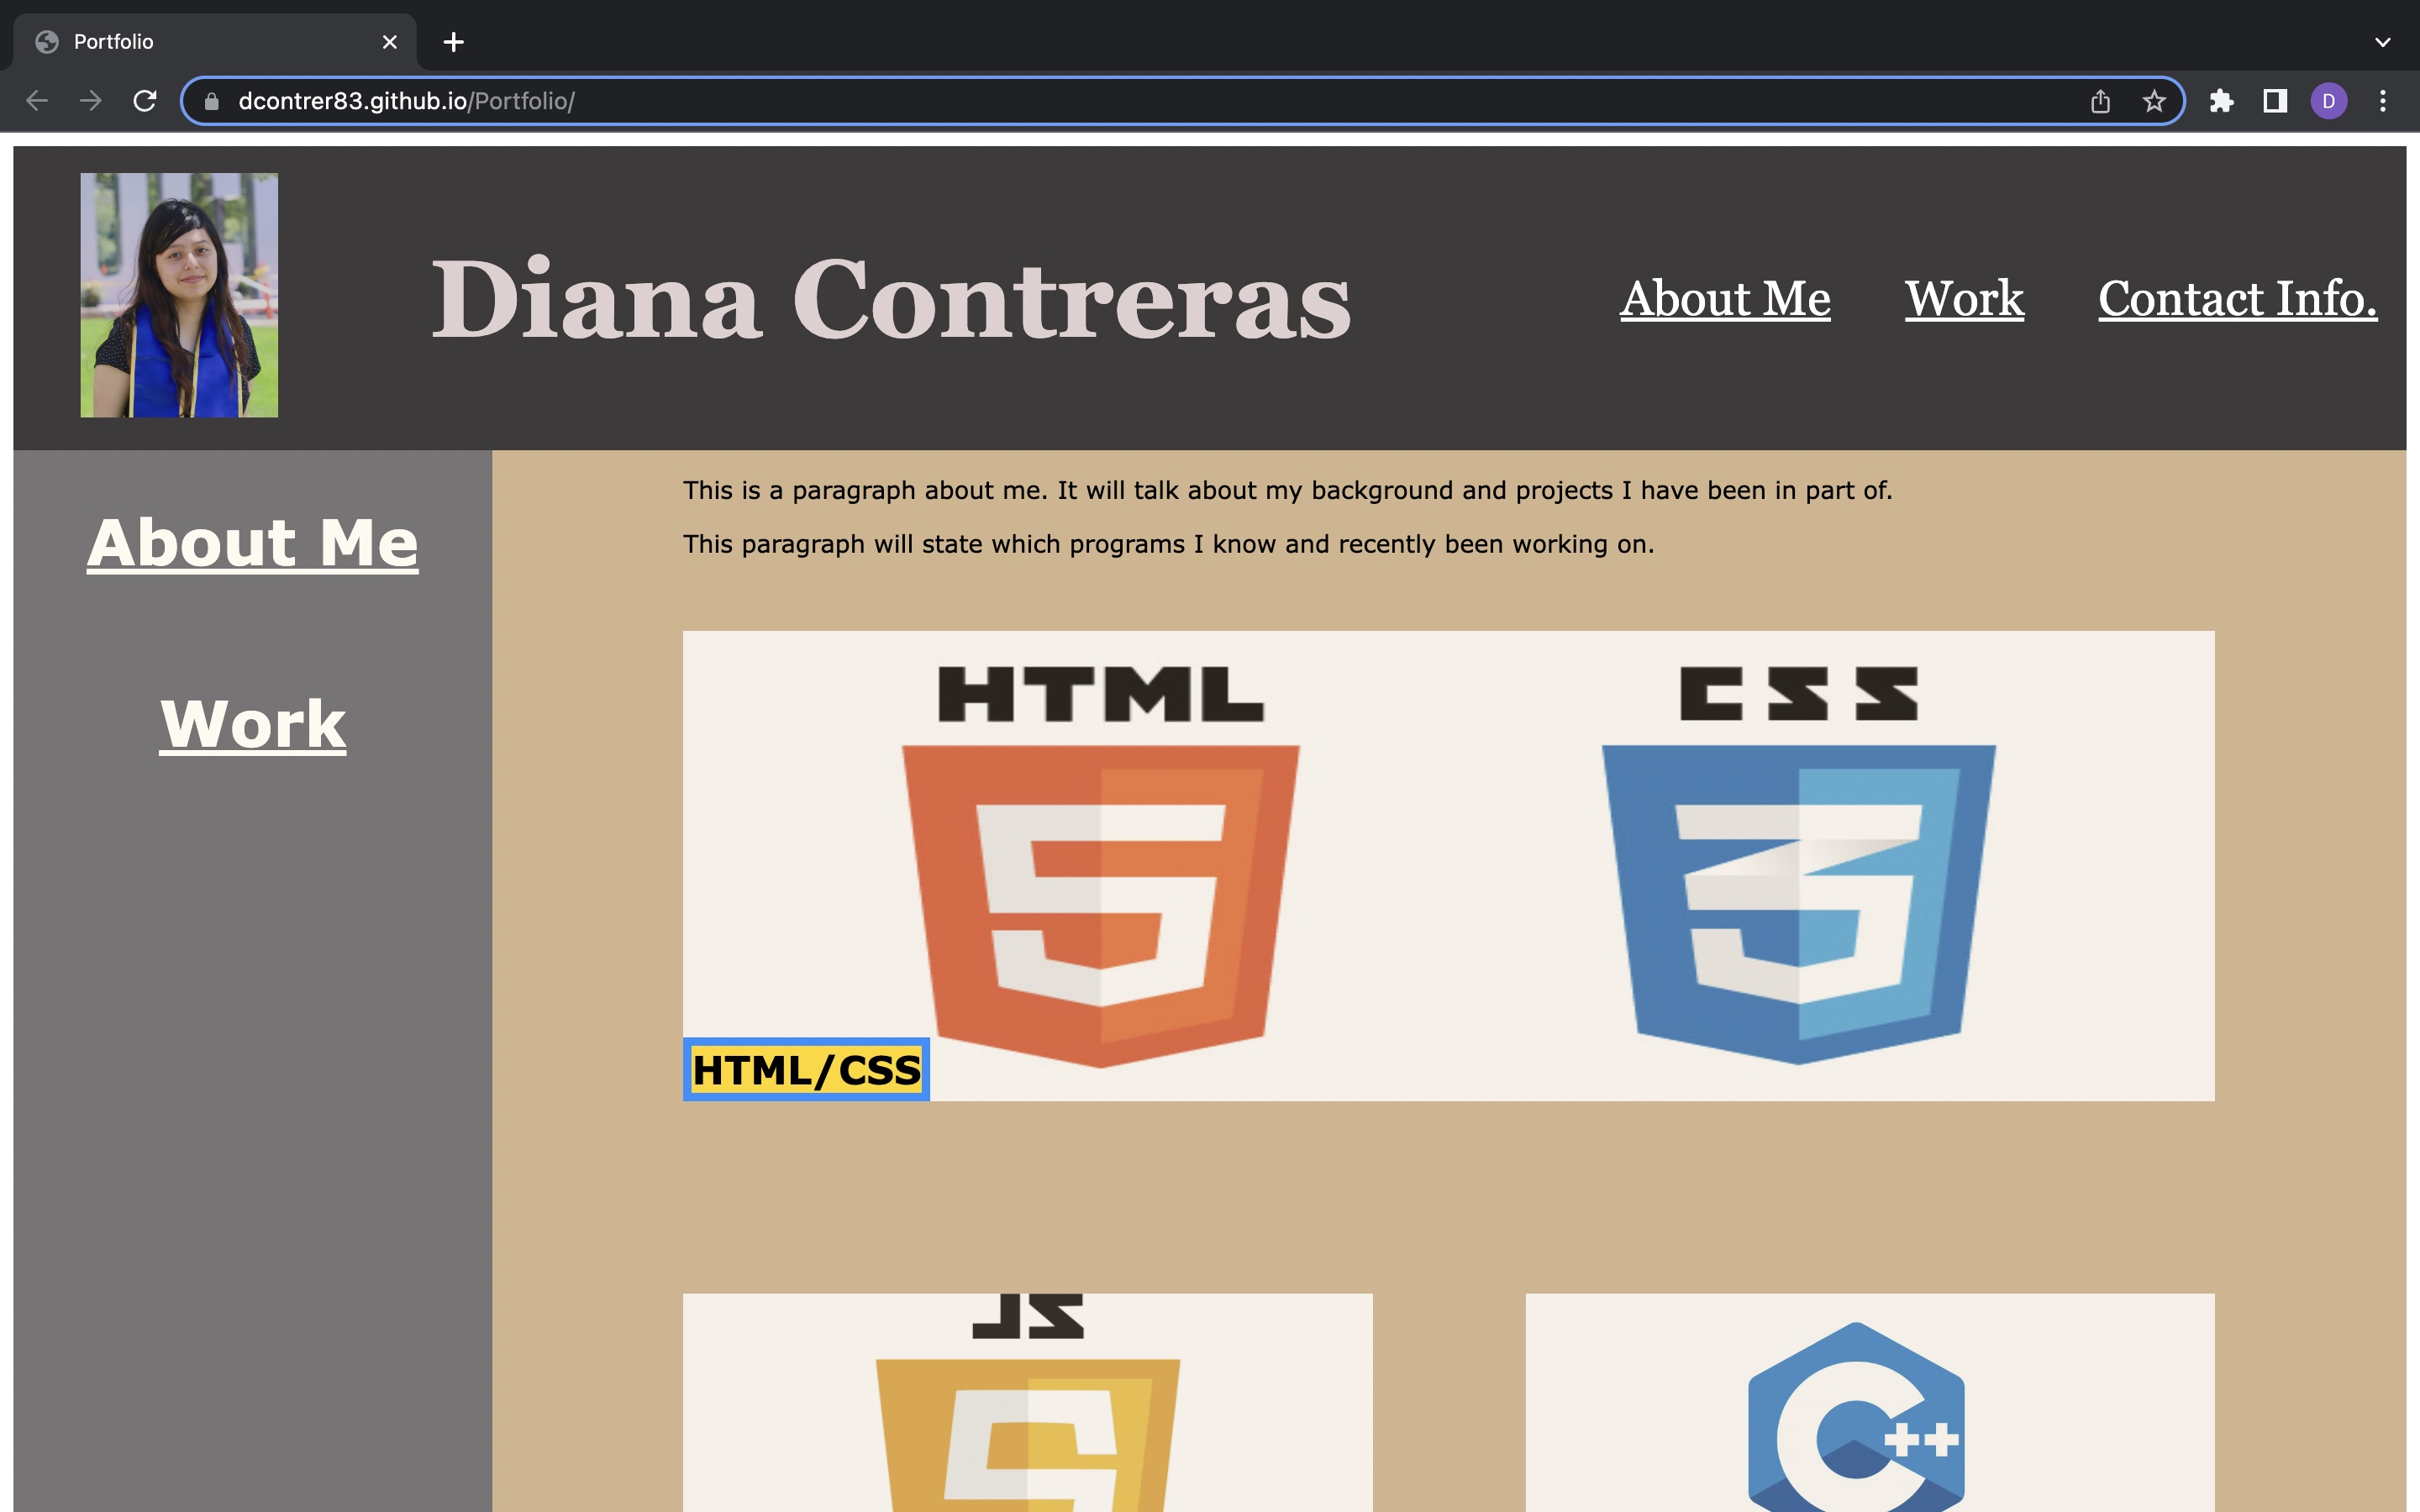 Portfolio
dcontrer83.github.io/Portfolio/
D
Diana Contreras
About Me Work Contact Info.
About Me
Work
This is a paragraph about me. It will talk about my background and projects I have been in part of.
This paragraph will state which programs I know and recently been working on.
HTML CSS
5 3
HTML/CSS
JS
C++